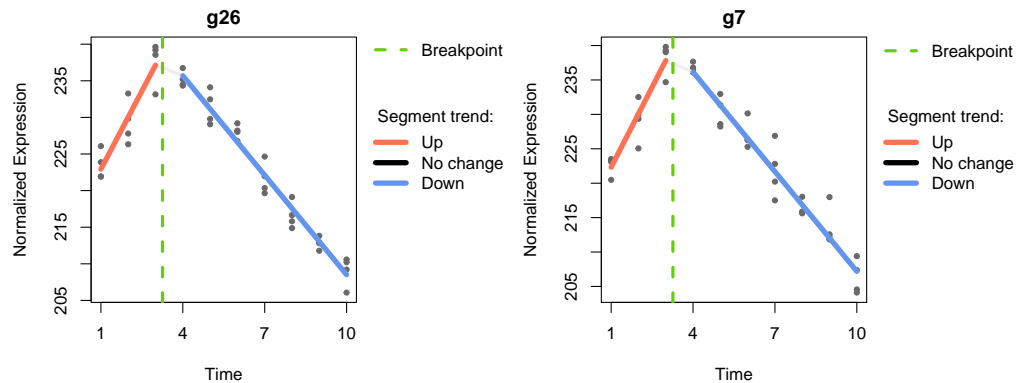 g26
Normalized Expression
235
225
215
205
1 4 7 10
Time
Breakpoint
Segment trend:
Up
No change
Down
g7
Normalized Expression
235
225
215
205
1 4 7 10
Time
Breakpoint
Segment trend:
Up
No change
Down